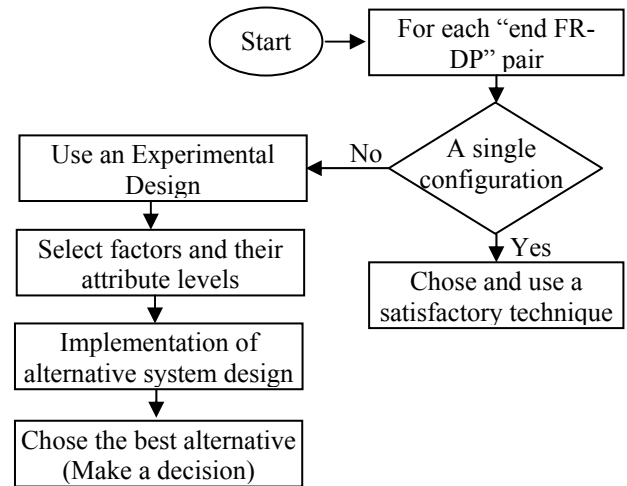 Start
For each “end FR-
DP” pair
A single
configuration
No
Yes
Use an Experimental
Design
Chose and use a
satisfactory technique
Select factors and their
attribute levels
Implementation of
alternative system design
Chose the best alternative
(Make a decision)